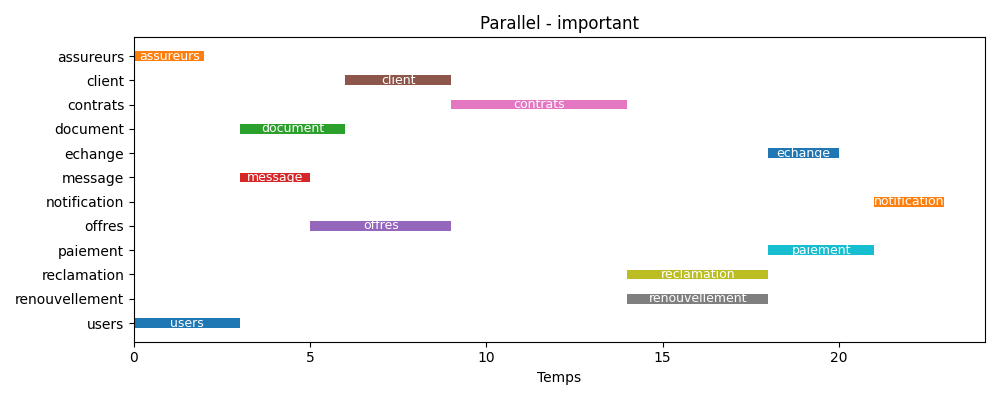 Parallel - important
assureurs assureurs
client client
contrats contrats
document document
echange echange
message message
notification notification
offres offres
paiement paiement
reclamation reclamation
renouvellement renouvellement
users users
0 5 10 15 20
Temps